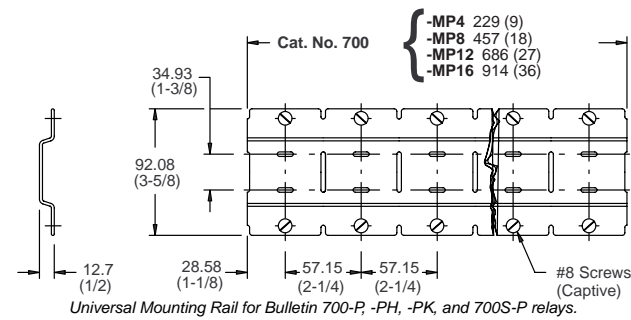 Cat. No. 700
-MP4 229 (9)
-MP8 457 (18)
-MP12 686 (27)
-MP16 914 (36)
34.93
(1-3/8)
92.08
(3-5/8)
12.7
(1/2)
28.58
(1-1/8)
57.15
(2-1/4)
57.15
(2-1/4)
#8 Screws
(Captive)
Universal Mounting Rail for Bulletin 700-P, -PH, -PK, and 700S-P relays.